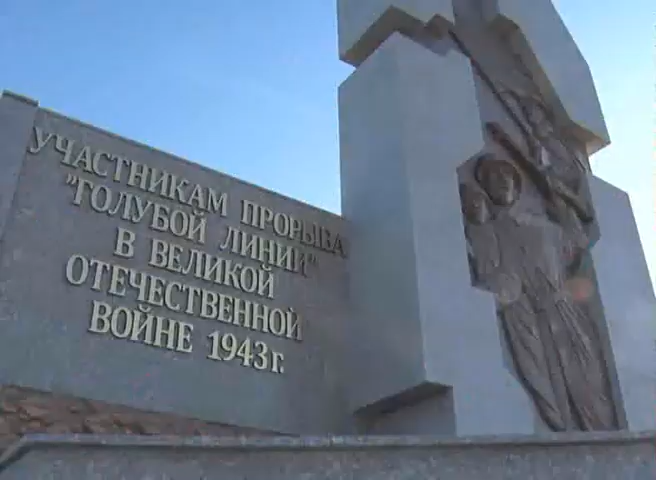 УЧАСТНИКАМ ПРОРЫВА
"ГОЛУБОЙ ЛИНИИ"
В ВЕЛИКОЙ
ОТЕЧЕСТВЕННОЙ
ВОЙНЕ 1943г.